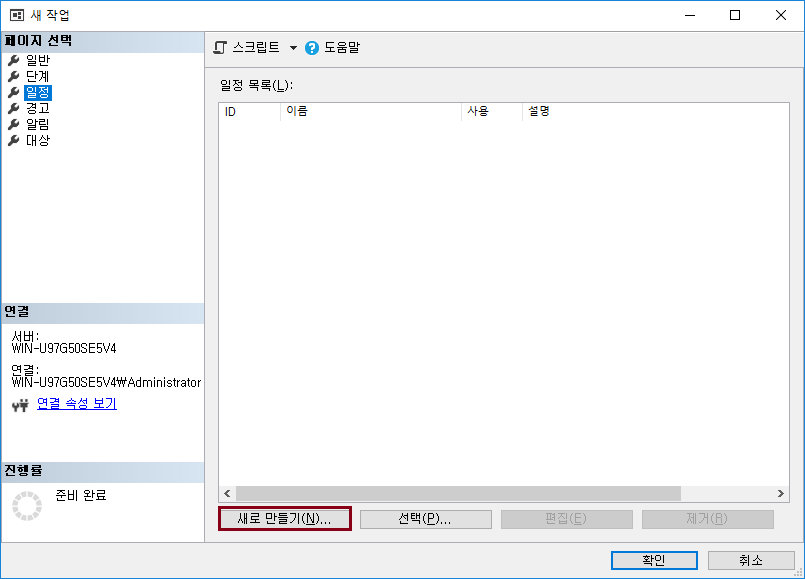 새 작업
페이지 선택
일반
단계
일정
경고
알림
대상
스크립트
도움말
일정 목록(L):
ID 이름 사용 설명
새로 만들기(N)... 선택(P)... 편집(E) 제거(R)
연결
서버:
WIN-U97G50SE5V4
연결:
WIN-U97G50SE5V4₩Administrator
연결 속성 보기
진행률
준비 완료
확인 취소